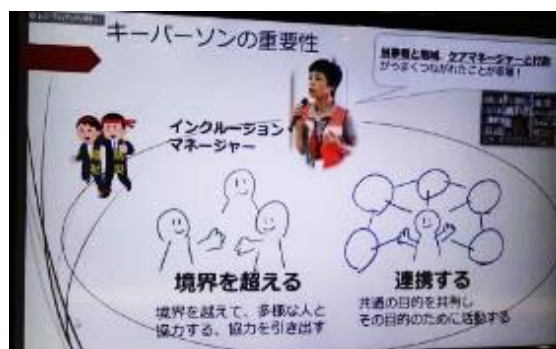 キーパーソンの重要性
当事者と地域、ケアマネージャーと行政
がうまくつながれたことが
インクルージョン
マネージャー
境界を超える
境界を越えて、多様な人と
協力する、協力を引き出す
連携する
共通の目的を共有し
その目的のために活動する